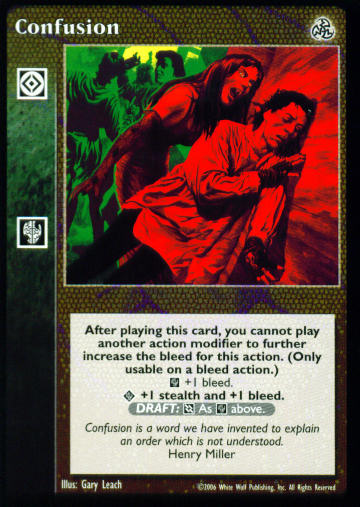 Confusion
After playing this card, you cannot play
another action modifier to further
increase the bleed for this action. (Only
usable on a bleed action.)
+1 bleed.
+1 stealth and +1 bleed.
DRAFT: As above.
Confusion is a word we have invented to explain
an order which is not understood.
Henry Miller
Illus: Gary Leach
©2006 White Wolf Publishing, Inc. All Rights Reserved